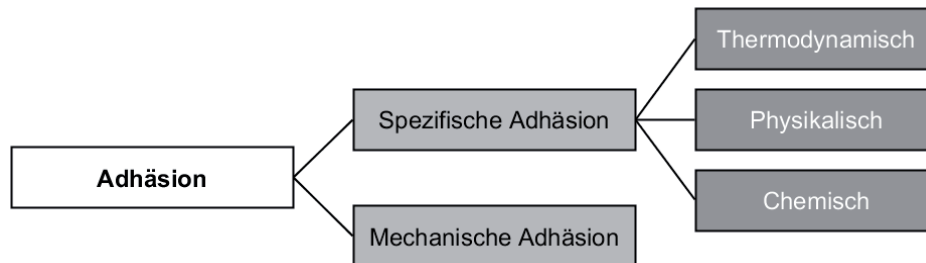 Thermodynamisch
Spezifische Adhäsion
Physikalisch
Adhäsion
Chemisch
Mechanische Adhäsion